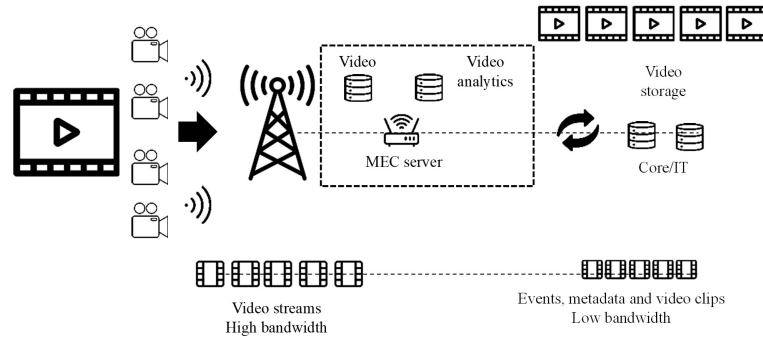 Video
Video
analytics
MEC server
Video
storage
Core/IT
Video streams
High bandwidth
Events, metadata and video clips
Low bandwidth